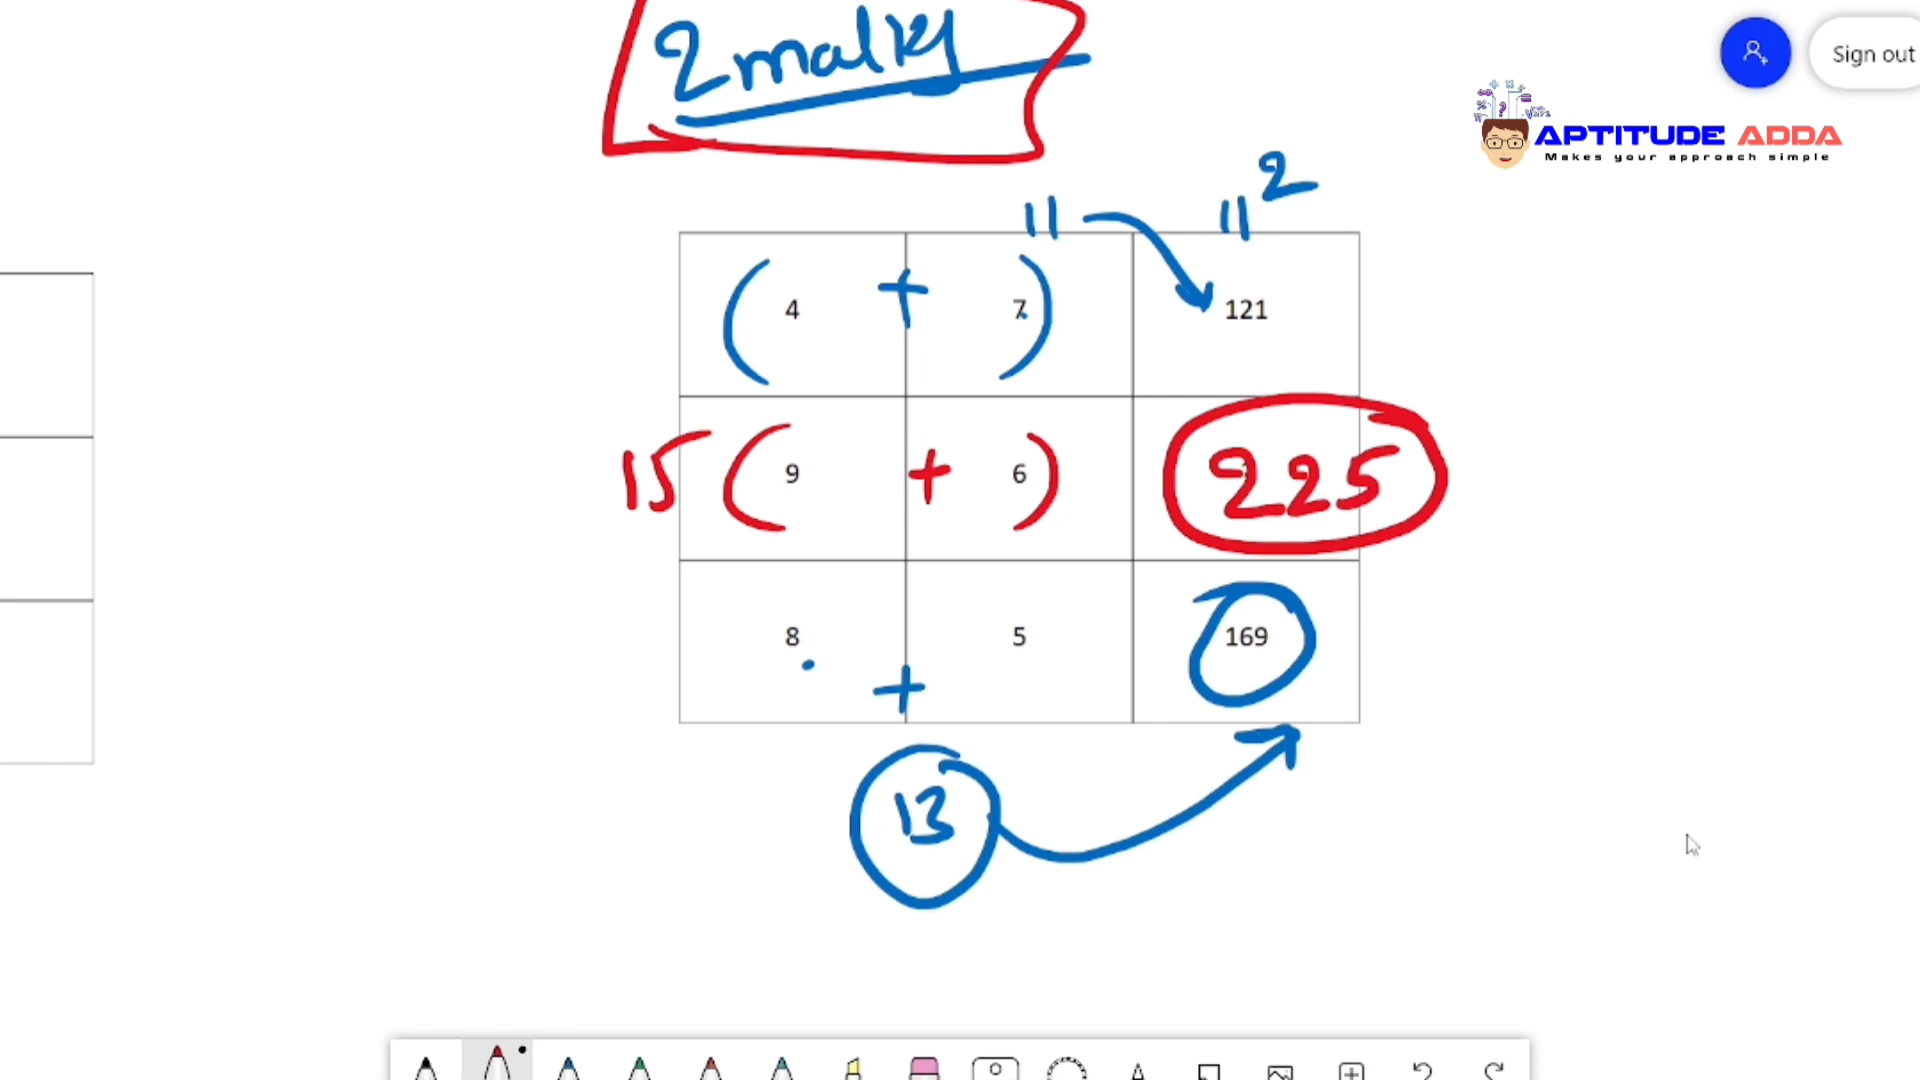 Sign out
APTITUDE ADDA
Makes your approach simple
11 11²
( 4 + 7 ) 121
15 ( 9 + 6 ) 225
8 + 5 169
13